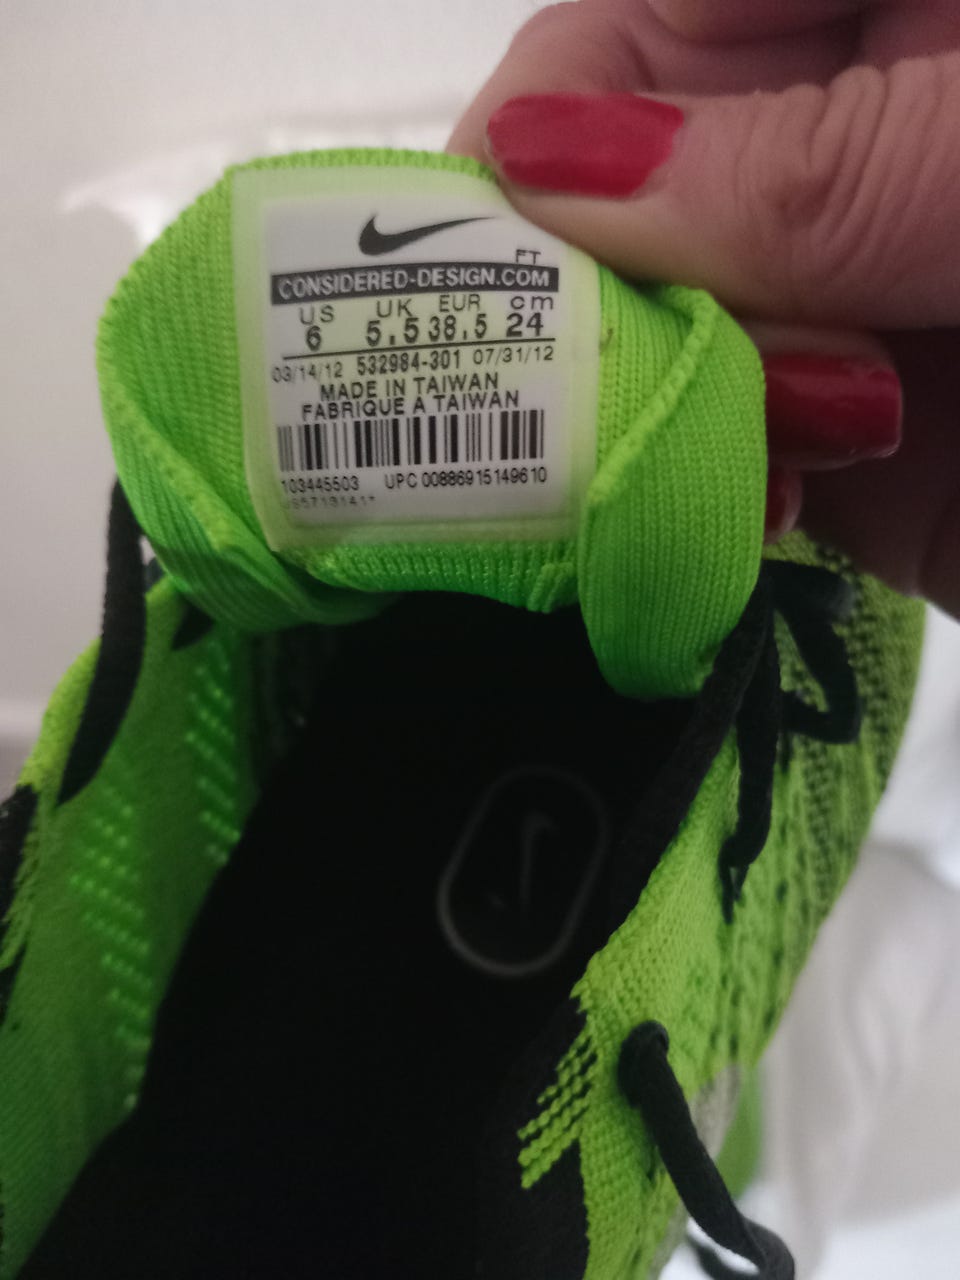 FT
CONSIDERED-DESIGN.COM
US UK EUR cm
6 5.5 38.5 24
03/14/12 532984-301 07/31/12
MADE IN TAIWAN
FABRIQUE A TAIWAN
103445503 UPC 00886915149610